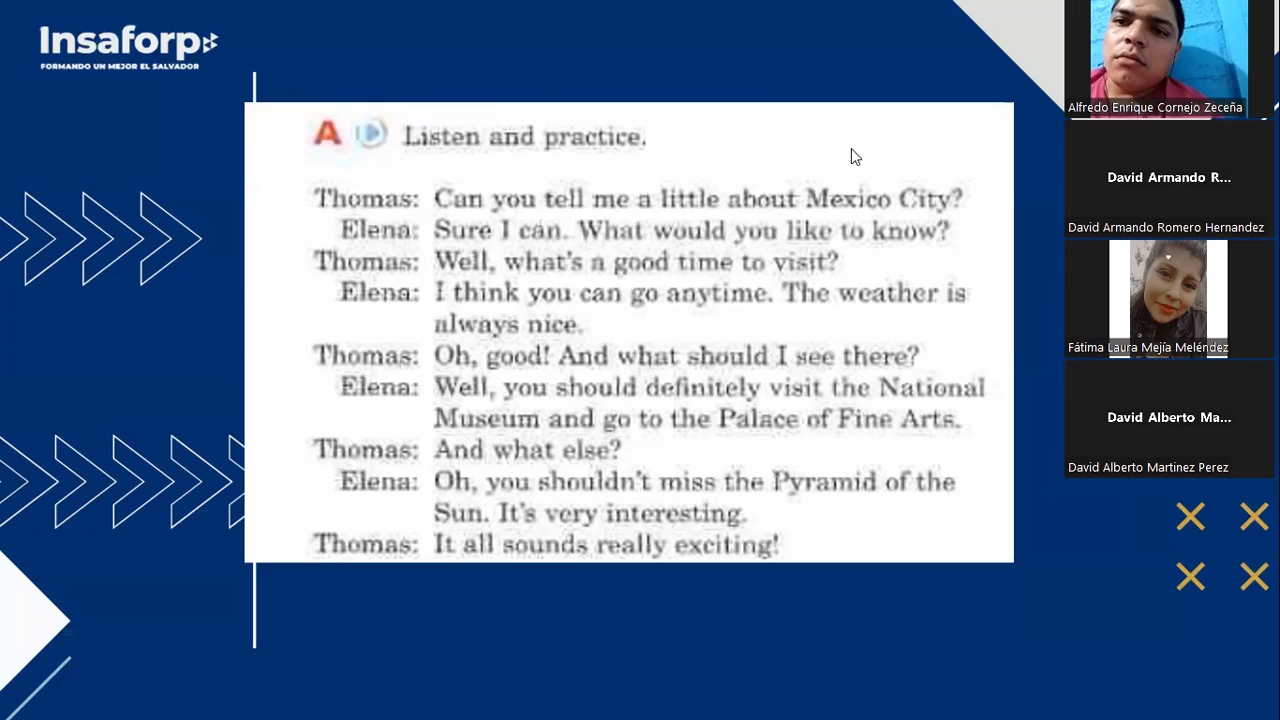 Insaforp
FORMANDO UN MEJOR EL SALVADOR
A Listen and practice.
Thomas: Can you tell me a little about Mexico City?
Elena: Sure I can. What would you like to know?
Thomas: Well, what's a good time to visit?
Elena: I think you can go anytime. The weather is
always nice.
Thomas: Oh, good! And what should I see there?
Elena: Well, you should definitely visit the National
Museum and go to the Palace of Fine Arts.
Thomas: And what else?
Elena: Oh, you shouldn't miss the Pyramid of the
Sun. It's very interesting.
Thomas: It all sounds really exciting!
Alfredo Enrique Cornejo Zeceña
David Armando R...
David Armando Romero Hernandez
Fátima Laura Mejía Meléndez
David Alberto Ma...
David Alberto Martinez Perez